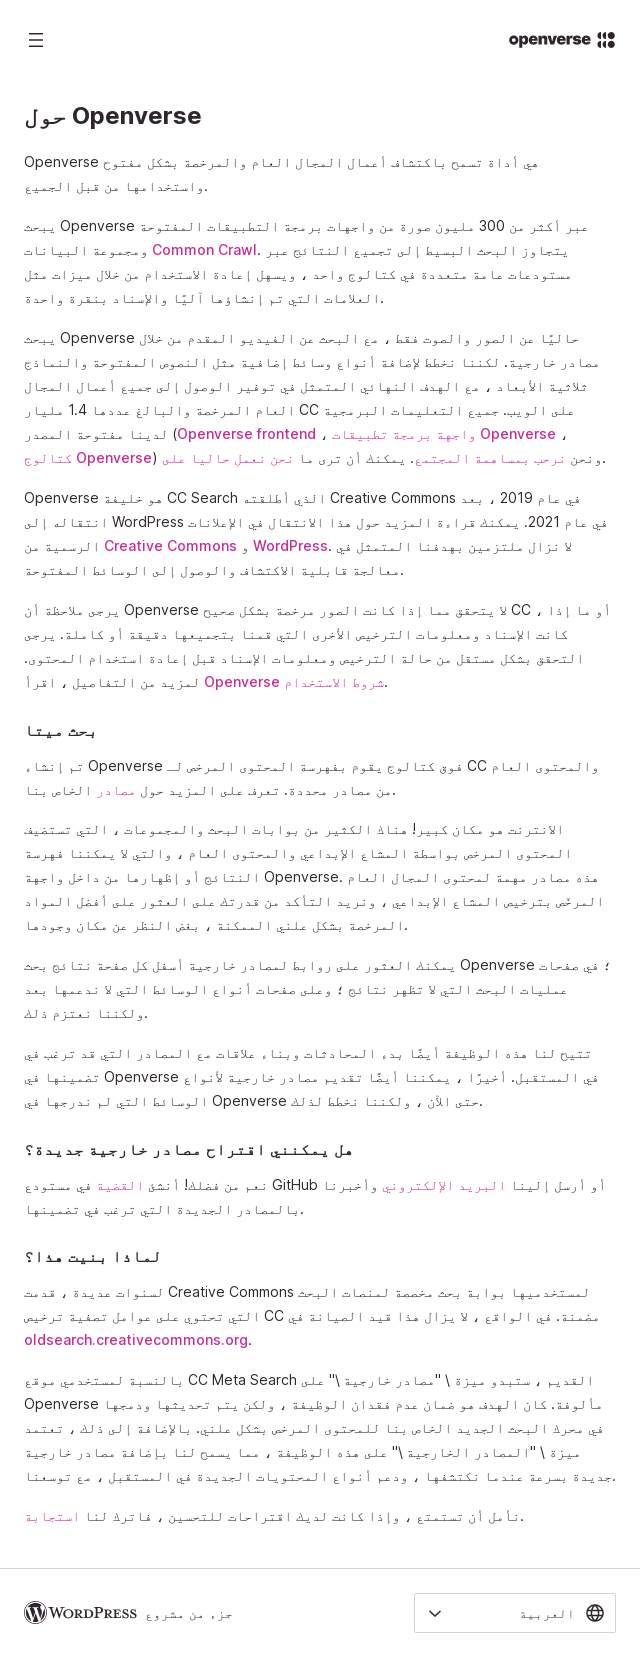 openverse
حول Openverse
Openverse هي أداة تسمح باكتشاف أعمال المجال العام والمرخصة بشكل مفتوح
واستخدامها من قبل الجميع.
يبحث Openverse عبر أكثر من 300 مليون صورة من واجهات برمجة التطبيقات المفتوحة
ومجموعة البيانات Common Crawl. يتجاوز البحث البسيط إلى تجميع النتائج عبر
مستودعات عامة متعددة في كتالوج واحد ، ويسهل إعادة الاستخدام من خلال ميزات مثل
العلامات التي تم إنشاؤها آليًا والإسناد بنقرة واحدة.
يبحث Openverse حاليًا عن الصور والصوت فقط ، مع البحث عن الفيديو المقدم من خلال
مصادر خارجية. لكننا نخطط لإضافة أنواع وسائط إضافية مثل النصوص المفتوحة والنماذج
ثلاثية الأبعاد ، مع الهدف النهائي المتمثل في توفير الوصول إلى جميع أعمال المجال
العام المرخصة والبالغ عددها 1.4 مليار CC على الويب. جميع التعليمات البرمجية
لدينا مفتوحة المصدر (Openverse frontend ، واجهة برمجة تطبيقات Openverse ،
كتالوج Openverse) ونحن نرحب بمساهمة المجتمع. يمكنك أن ترى ما نحن نعمل حاليا على.
Openverse هو خليفة CC Search الذي أطلقته Creative Commons في عام 2019 ، بعد
انتقاله إلى WordPress في عام 2021. يمكنك قراءة المزيد حول هذا الانتقال في الإعلانات
الرسمية من Creative Commons و WordPress. لا نزال ملتزمين بهدفنا المتمثل في
معالجة قابلية الاكتشاف والوصول إلى الوسائط المفتوحة.
يرجى ملاحظة أن Openverse لا يتحقق مما إذا كانت الصور مرخصة بشكل صحيح CC ، أو ما إذا
كانت الإسناد ومعلومات الترخيص الأخرى التي قمنا بتجميعها دقيقة أو كاملة. يرجى
التحقق بشكل مستقل من حالة الترخيص ومعلومات الإسناد قبل إعادة استخدام المحتوى.
لمزيد من التفاصيل ، اقرأ Openverse شروط الاستخدام.
بحث ميتا
تم إنشاء Openverse فوق كتالوج يقوم بفهرسة المحتوى المرخص لـ CC والمحتوى العام
من مصادر محددة. تعرف على المزيد حول مصادر الخاص بنا.
الانترنت هو مكان كبير! هناك الكثير من بوابات البحث والمجموعات ، التي تستضيف
المحتوى المرخص بواسطة المشاع الإبداعي والمحتوى العام ، والتي لا يمكننا فهرسة
النتائج أو إظهارها من داخل واجهة Openverse. هذه مصادر مهمة لمحتوى المجال العام
المرخّص بترخيص المشاع الإبداعي ، ونريد التأكد من قدرتك على العثور على أفضل المواد
المرخصة بشكل علني الممكنة ، بغض النظر عن مكان وجودها.
يمكنك العثور على روابط لمصادر خارجية أسفل كل صفحة نتائج بحث Openverse ؛ في صفحات
عمليات البحث التي لا تظهر نتائج ؛ وعلى صفحات أنواع الوسائط التي لا ندعمها بعد
ولكننا نعتزم ذلك.
تتيح لنا هذه الوظيفة أيضًا بدء المحادثات وبناء علاقات مع المصادر التي قد ترغب في
تضمينها في Openverse في المستقبل. أخيرًا ، يمكننا أيضًا تقديم مصادر خارجية لأنواع
الوسائط التي لم ندرجها في Openverse حتى الآن ، ولكننا نخطط لذلك.
هل يمكنني اقتراح مصادر خارجية جديدة؟
نعم من فضلك! أنشئ القضية في مستودع GitHub أو أرسل إلينا البريد الإلكتروني وأخبرنا
بالمصادر الجديدة التي ترغب في تضمينها.
لماذا بنيت هذا؟
لسنوات عديدة ، قدمت Creative Commons لمستخدميها بوابة بحث مخصصة لمنصات البحث
التي تحتوي على عوامل تصفية ترخيص CC مضمنة. في الواقع ، لا يزال هذا قيد الصيانة في
oldsearch.creativecommons.org.
بالنسبة لمستخدمي موقع CC Meta Search القديم ، ستبدو ميزة \ "مصادر خارجية \" على
Openverse مألوفة. كان الهدف هو ضمان عدم فقدان الوظيفة ، ولكن يتم تحديثها ودمجها
في محرك البحث الجديد الخاص بنا للمحتوى المرخص بشكل علني. بالإضافة إلى ذلك ، تعتمد
ميزة \ "المصادر الخارجية \" على هذه الوظيفة ، مما يسمح لنا بإضافة مصادر خارجية
جديدة بسرعة عندما نكتشفها ، ودعم أنواع المحتويات الجديدة في المستقبل ، مع توسعنا.
نأمل أن تستمتع ، وإذا كانت لديك اقتراحات للتحسين ، فاترك لنا استجابة.
العربية
جزء من مشروع WORDPRESS